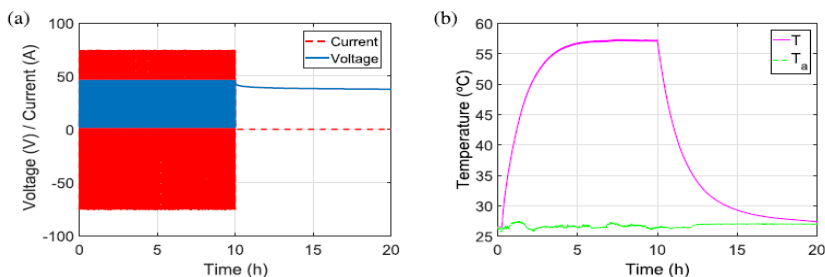 (a)
100
50
0
-50
-100
Voltage (V) / Current (A)
0
5
10
15
20
Time (h)
Current
Voltage
(b)
60
55
50
45
40
35
30
25
Temperature (ºC)
0
5
10
15
20
Time (h)
T
Ta